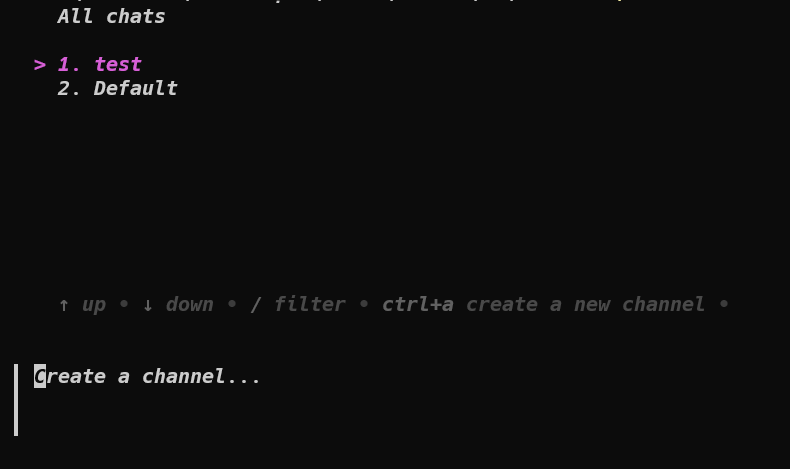 All chats
> 1. test
2. Default
↑ up • ↓ down • / filter • ctrl+a create a new channel •
Create a channel...